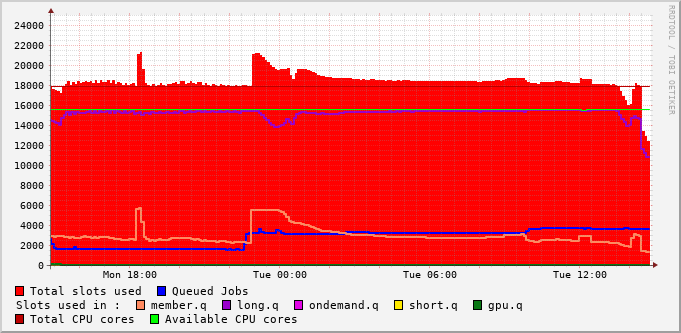 RRDTOOL / TOBI OETIKER
24000
22000
20000
18000
16000
14000
12000
10000
8000
6000
4000
2000
0
Mon 18:00 Tue 00:00 Tue 06:00 Tue 12:00
Total slots used Queued Jobs
Slots used in : member.q long.q ondemand.q short.q gpu.q
Total CPU cores Available CPU cores